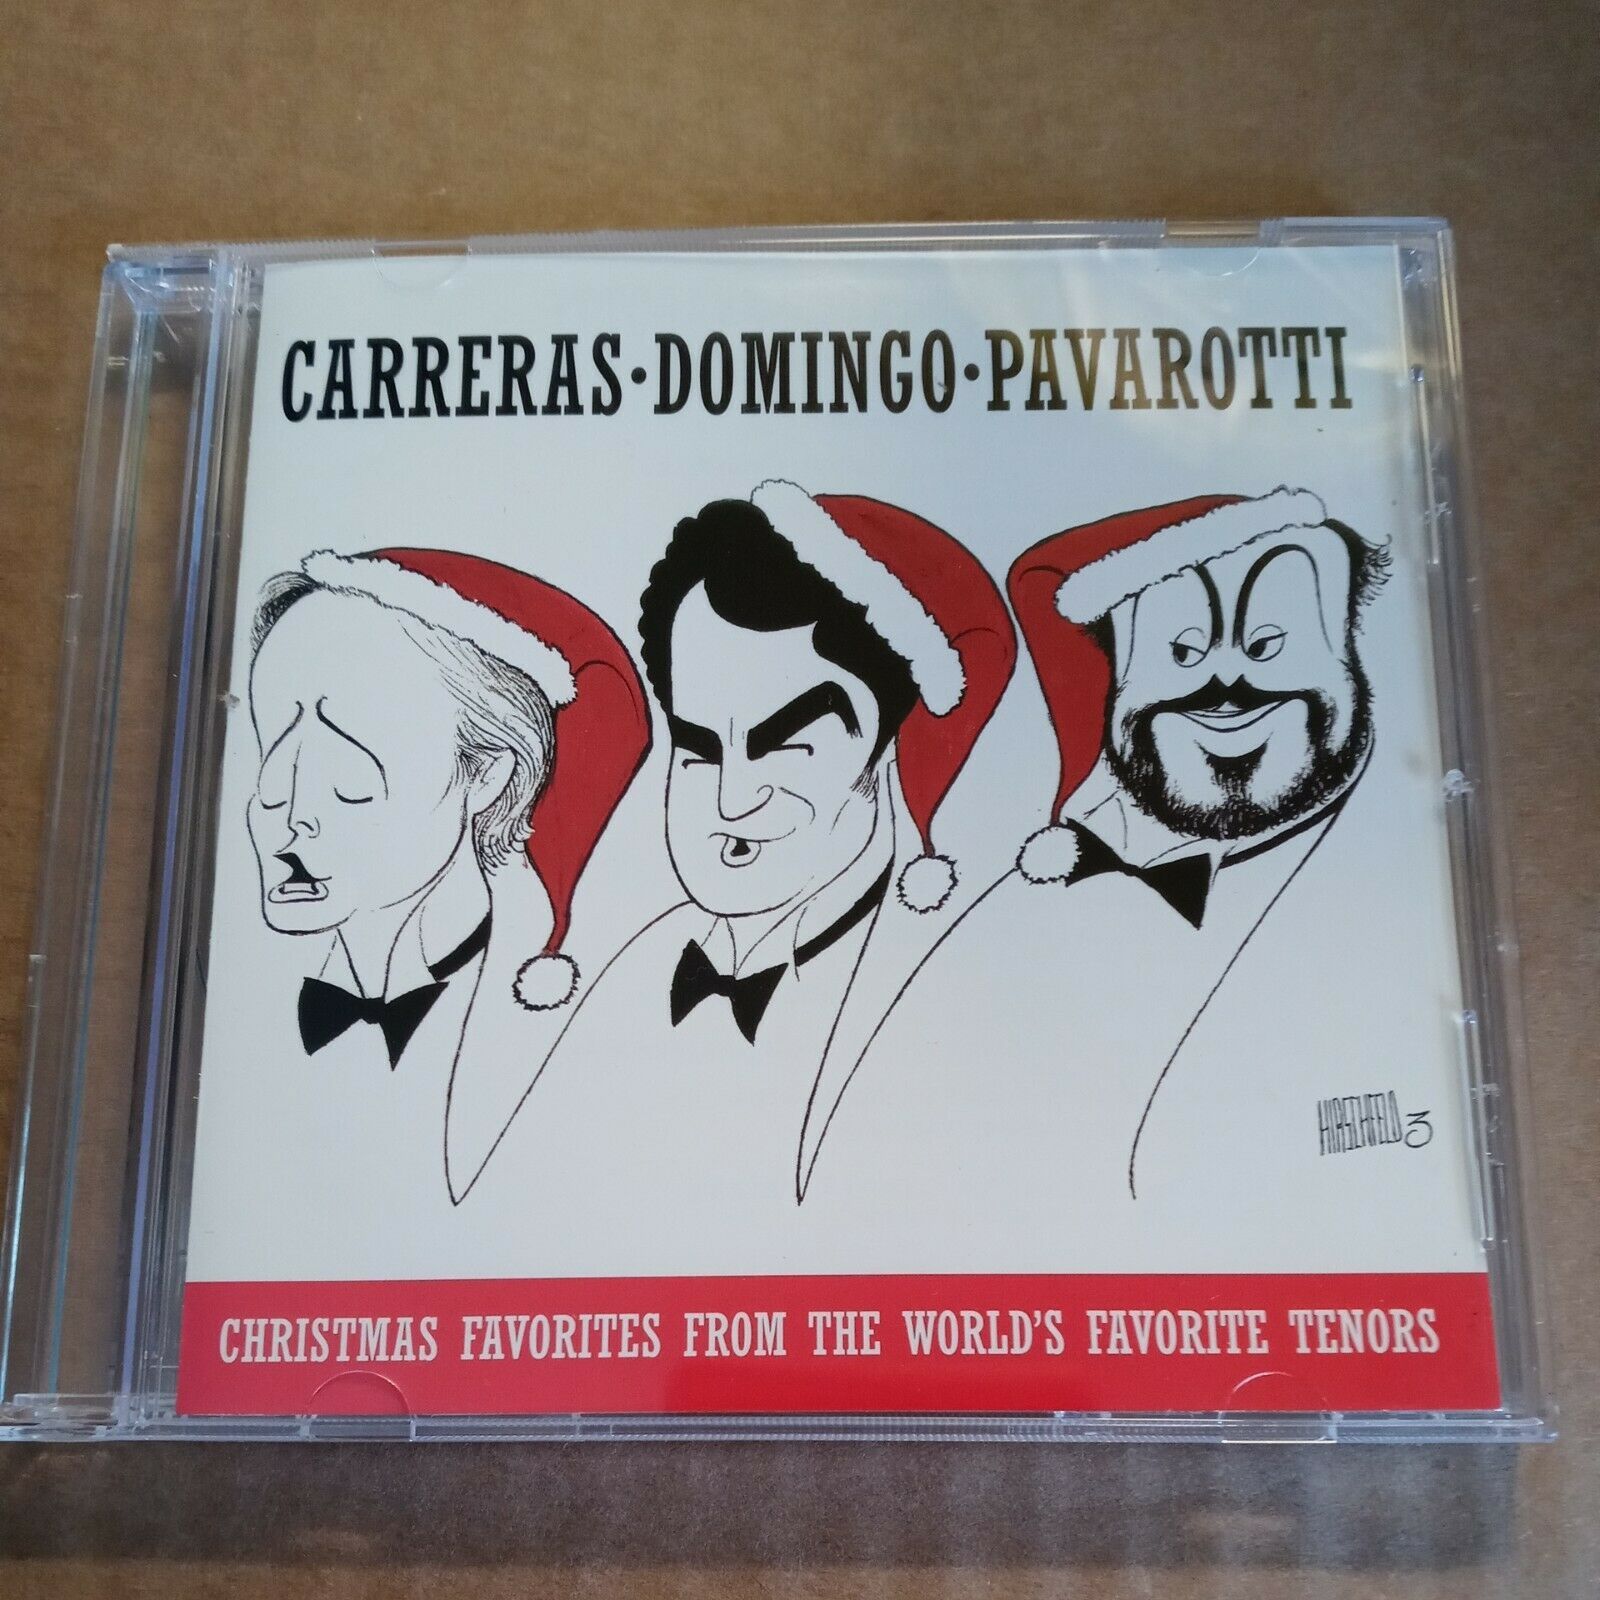 CARRERAS·DOMINGO·PAVAROTTI
HIRSCHFELD 3
CHRISTMAS FAVORITES FROM THE WORLD'S FAVORITE TENORS